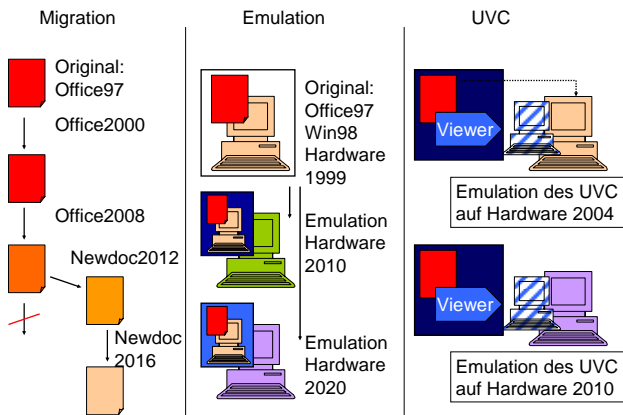 Migration
Original:
Office97
Office2000
Office2008
Newdoc2012
Newdoc
2016
Emulation
Original:
Office97
Win98
Hardware
1999
Emulation
Hardware
2010
Emulation
Hardware
2020
UVC
Viewer
Emulation des UVC
auf Hardware 2004
Viewer
Emulation des UVC
auf Hardware 2010